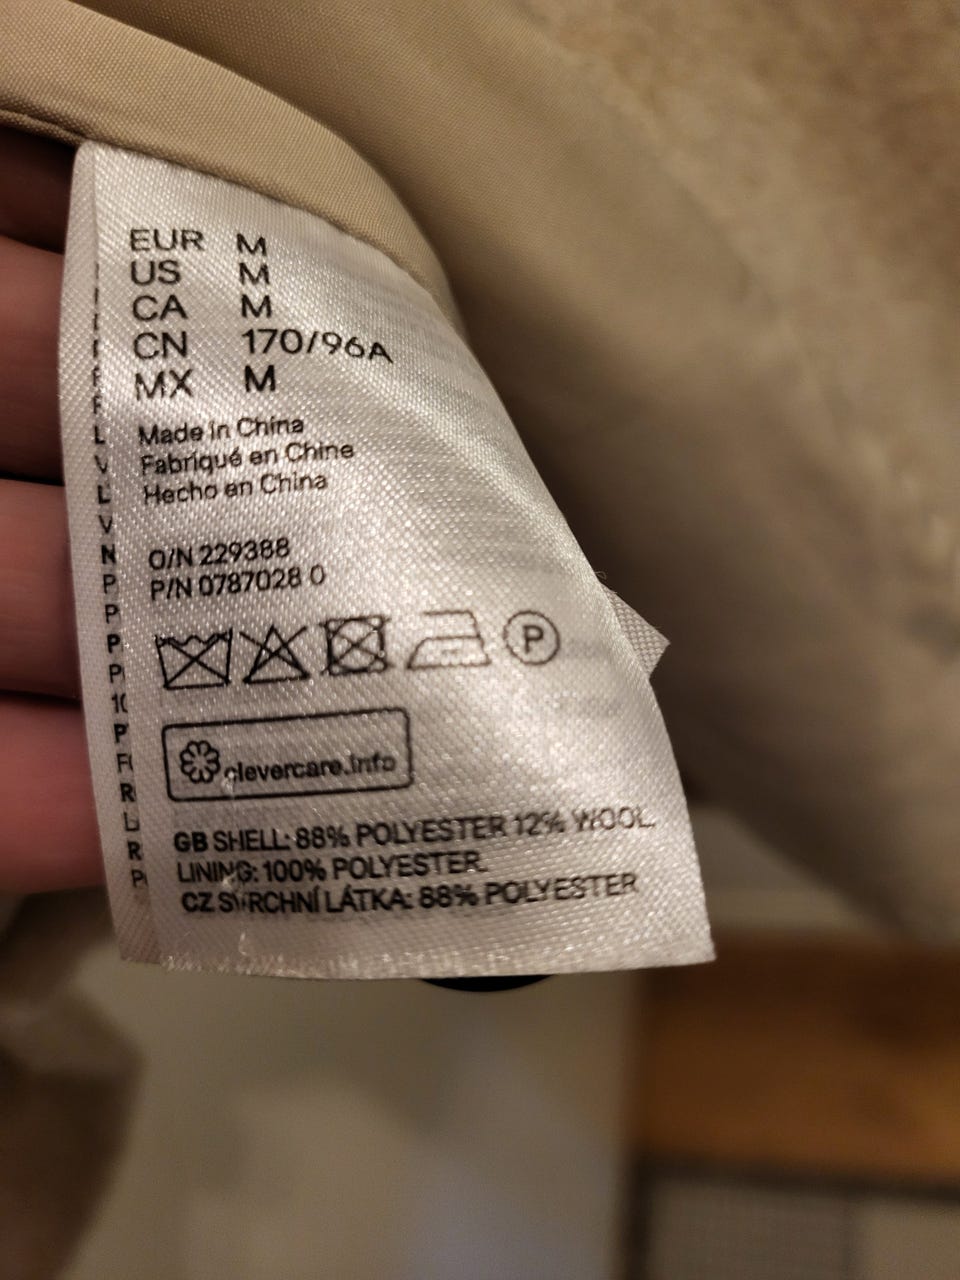 EUR M
US M
CA M
CN 170/96A
MX M
Made in China
Fabriqué en Chine
Hecho en China
O/N 229388
P/N 0787028 0
P
clevercare.info
GB SHELL: 88% POLYESTER 12% WOOL.
LINING: 100% POLYESTER.
CZ SVRCHNÍ LÁTKA: 88% POLYESTER